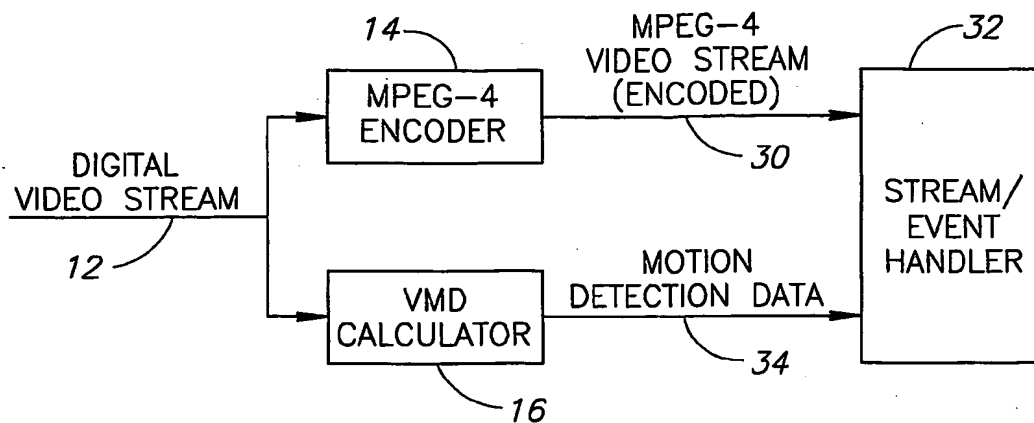 14
MPEG-4
VIDEO STREAM
(ENCODED)
32
MPEG-4
ENCODER
30
DIGITAL
VIDEO STREAM
12
STREAM/
EVENT
HANDLER
VMD
CALCULATOR
MOTION
DETECTION DATA
34
16